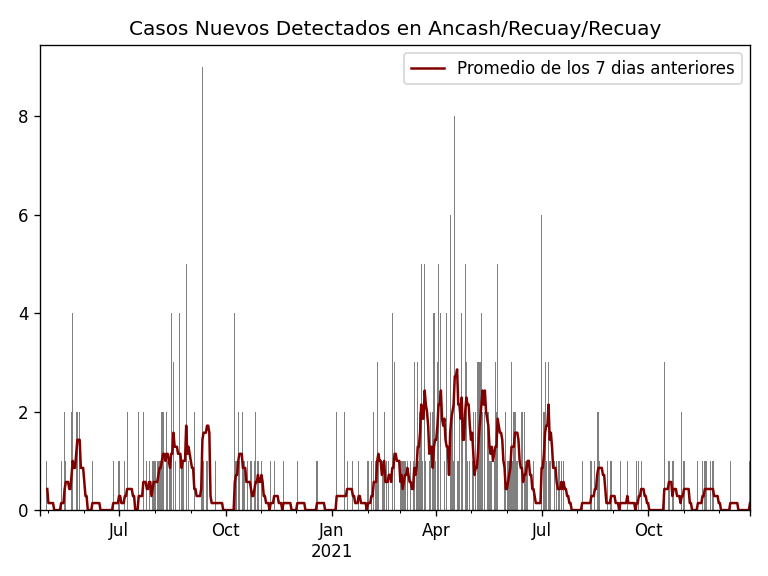 Casos Nuevos Detectados en Ancash/Recuay/Recuay
Promedio de los 7 dias anteriores
8
6
4
2
0
Jul Oct Jan Apr Jul Oct
2021